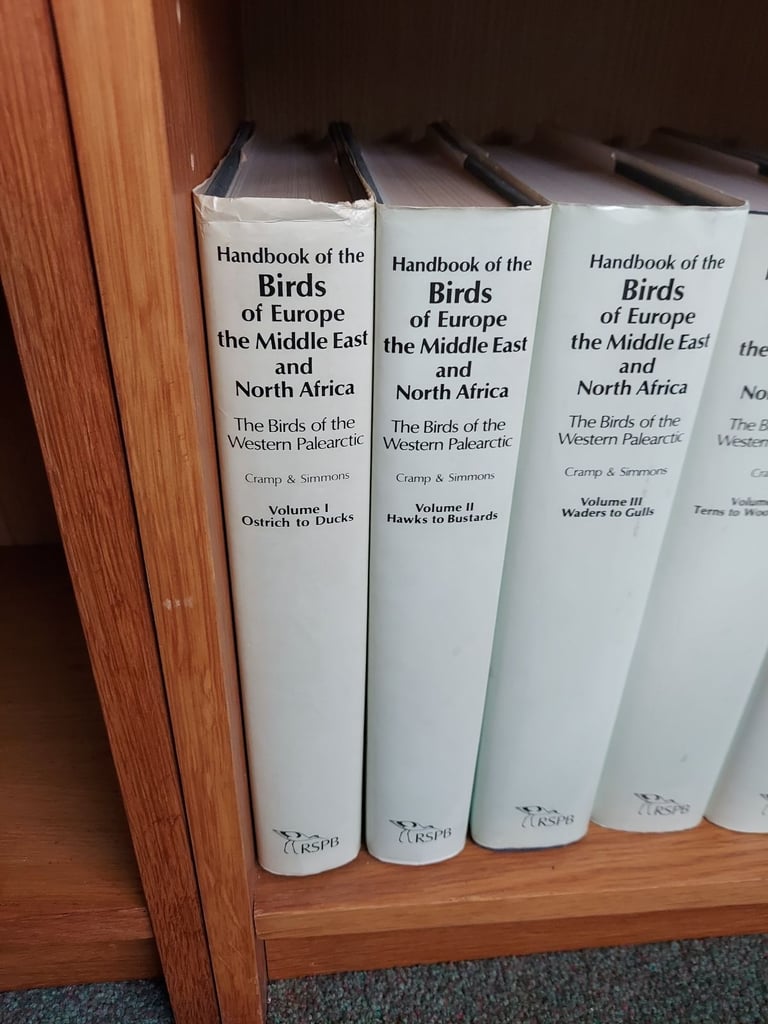 Handbook of the
Birds
of Europe
the Middle East
and
North Africa
The Birds of the
Western Palearctic
Cramp & Simmons
Volume I
Ostrich to Ducks
RSPB
Handbook of the
Birds
of Europe
the Middle East
and
North Africa
The Birds of the
Western Palearctic
Cramp & Simmons
Volume II
Hawks to Bustards
RSPB
Handbook of the
Birds
of Europe
the Middle East
and
North Africa
The Birds of the
Western Palearctic
Cramp & Simmons
Volume III
Waders to Gulls
RSPB
the
The
Terns to
RSPB